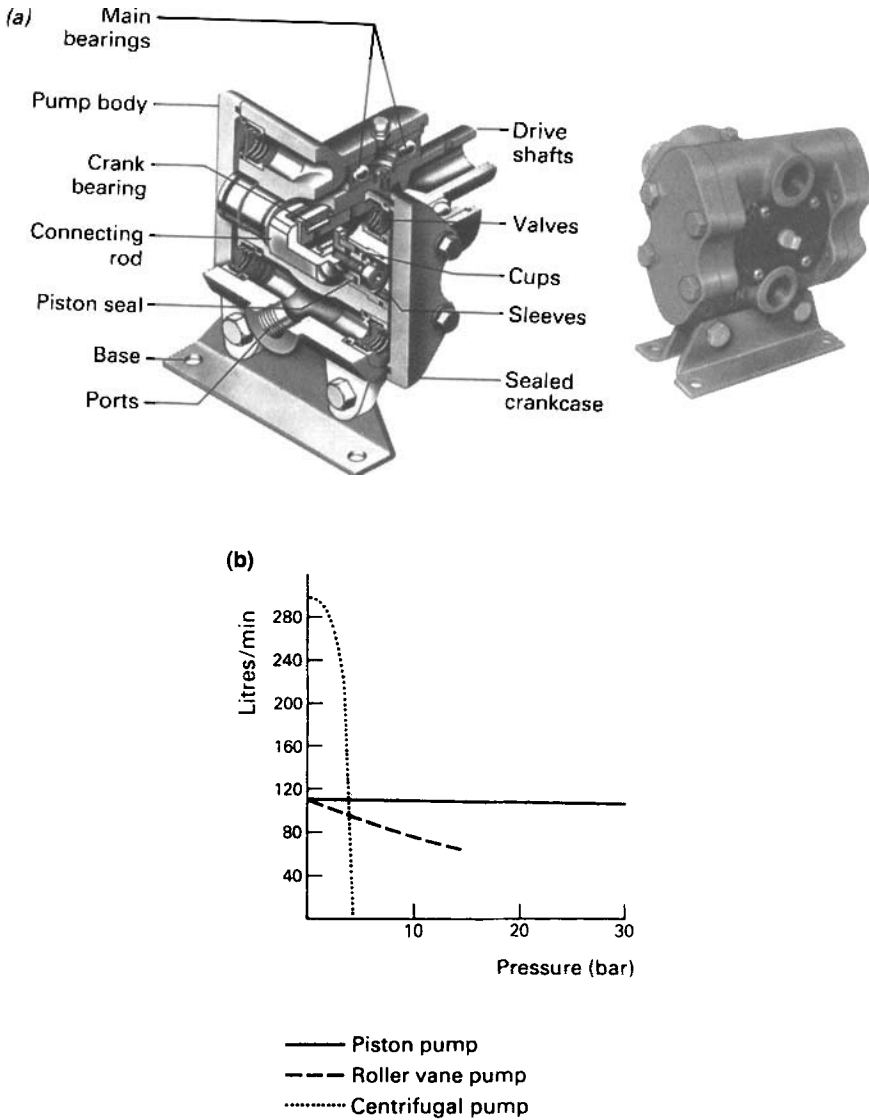 (a)
Main
bearings
Pump body
Crank
bearing
Connecting
rod
Piston seal
Base
Ports
Drive
shafts
Valves
Cups
Sleeves
Sealed
crankcase
(b)
Litres/min
280
240
200
160
120
80
40
10
20
30
Pressure (bar)
Piston pump
Roller vane pump
Centrifugal pump